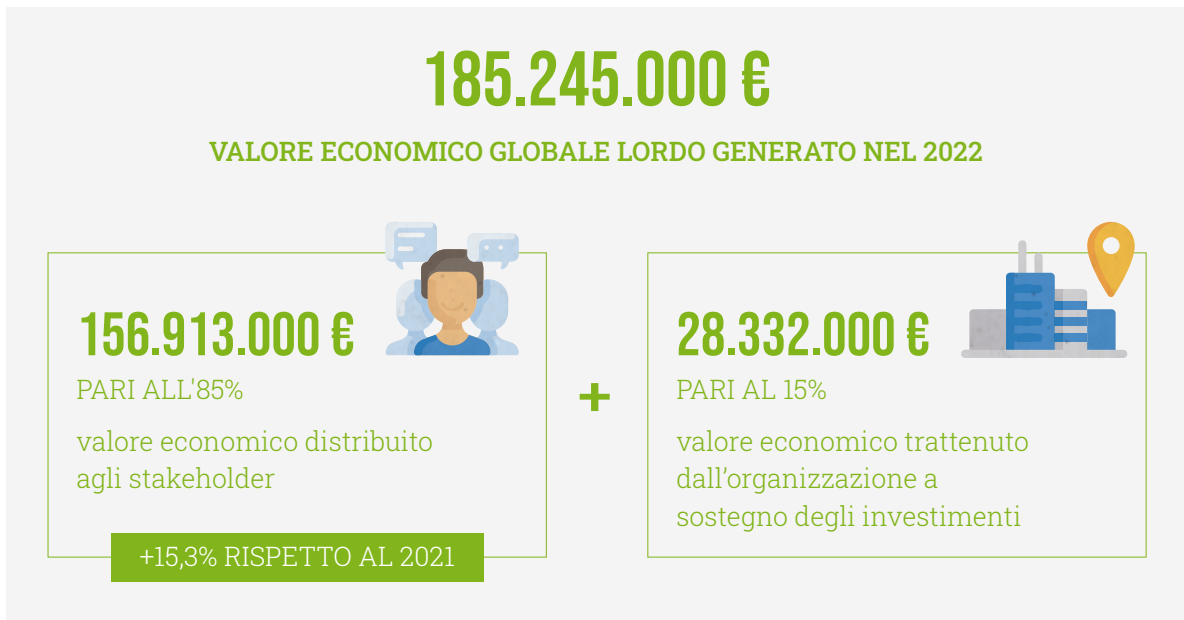 185.245.000 €
VALORE ECONOMICO GLOBALE LORDO GENERATO NEL 2022
156.913.000 €
PARI ALL'85%
valore economico distribuito
agli stakeholder
+15,3% RISPETTO AL 2021
+
28.332.000 €
PARI AL 15%
valore economico trattenuto
dall’organizzazione a
sostegno degli investimenti